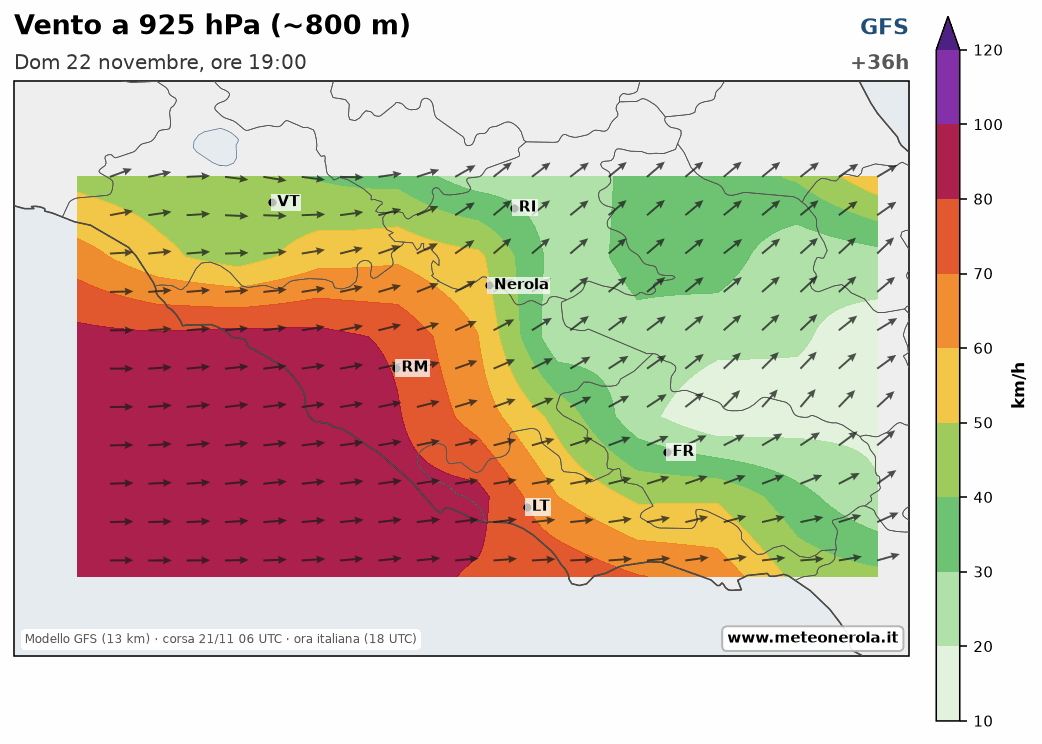 Vento a 925 hPa (~800 m)
GFS
Dom 22 novembre, ore 19:00
+36h
VT
RI
Nerola
RM
FR
LT
120
100
80
70
60
50
40
30
20
10
km/h
Modello GFS (13 km) · corsa 21/11 06 UTC · ora italiana (18 UTC)
www.meteonerola.it